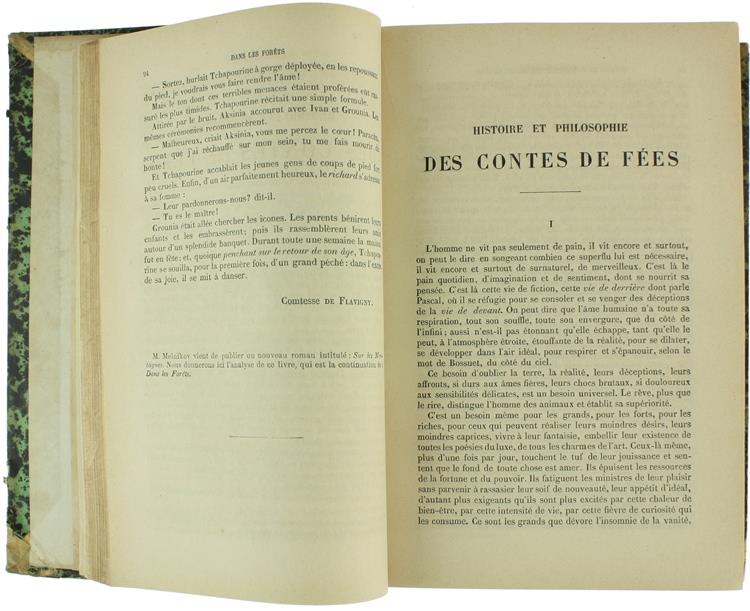 94
DANS LES FORÊTS
— Sortez, hurlait Tchapourine à gorge déployée, en les repoussant
du pied, je voudrais vous faire rendre l'âme!
Mais le ton dont ces terribles menaces étaient proférées eût
suré les plus timides. Tchapourine récitait une simple formule.
Attirée par le bruit, Aksinia accourut avec Ivan et Grounia. Les
mêmes cérémonies recommencèrent.
— Malheureux, criait Aksinia, vous me percez le cœur! Paracha,
serpent que j'ai réchauffé sur mon sein, tu me fais mourir de
honte!
Et Tchapourine accablait les jeunes gens de coups de pied fort
peu cruels. Enfin, d'un air parfaitement heureux, le richard s'adressa
à sa femme :
— Leur pardonnerons-nous? dit-il.
— Tu es le maître!
Grounia était allée chercher les icones. Les parents bénirent leurs
enfants et les embrassèrent; puis ils rassemblèrent leurs amis
autour d'un splendide banquet. Durant toute une semaine la maison
fut en fête; et, quoique penchant sur le retour de son âge, Tchapou-
rine se souilla, pour la première fois, d'un grand péché : dans l'excès
de sa joie, il se mit à danser.
Comtesse DE FLAVIGNY.
M. Melnikov vient de publier un nouveau roman intitulé : Sur les Mon-
tagnes. Nous donnerons ici l'analyse de ce livre, qui est la continuation de
Dans les Forêts.
HISTOIRE ET PHILOSOPHIE
DES CONTES DE FÉES
I
L'homme ne vit pas seulement de pain, il vit encore et surtout,
on peut le dire en songeant combien ce superflu lui est nécessaire,
il vit encore et surtout de surnaturel, de merveilleux. C'est là le
pain quotidien, d'imagination et de sentiment, dont se nourrit sa
pensée. C'est là cette vie de fiction, cette vie de derrière dont parle
Pascal, où il se réfugie pour se consoler et se venger des déceptions
de la vie de devant. On peut dire que l'âme humaine n'a toute sa
respiration, tout son souffle, toute son envergure, que du côté de
l'infini; aussi n'est-il pas étonnant qu'elle échappe, tant qu'elle le
peut, à l'atmosphère étroite, étouffante de la réalité, pour se dilater,
se développer dans l'air idéal, pour respirer et s'épanouir, selon le
mot de Bossuet, du côté du ciel.
Ce besoin d'oublier la terre, la réalité, leurs déceptions, leurs
affronts, si durs aux âmes fières, leurs chocs brutaux, si douloureux
aux sensibilités délicates, est un besoin universel. Le rêve, plus que
le rire, distingue l'homme des animaux et établit sa supériorité.
C'est un besoin même pour les grands, pour les forts, pour les
riches, pour ceux qui peuvent réaliser leurs moindres désirs, leurs
moindres caprices, vivre à leur fantaisie, embellir leur existence de
toutes les poésies du luxe, de tous les charmes de l'art. Ceux-là même,
plus d'une fois par jour, touchent le tuf de leur jouissance et sen-
tent que le fond de toute chose est amer. Ils épuisent les ressources
de la fortune et du pouvoir. Ils fatiguent les ministres de leur plaisir
sans parvenir à rassasier leur soif de nouveauté, leur appétit d'idéal,
d'autant plus exigeants qu'ils sont plus excités par cette chaleur de
bien-être, par cette intensité de vie, par cette fièvre de curiosité qui
les consume. Ce sont les grands que dévore l'insomnie de la vanité,